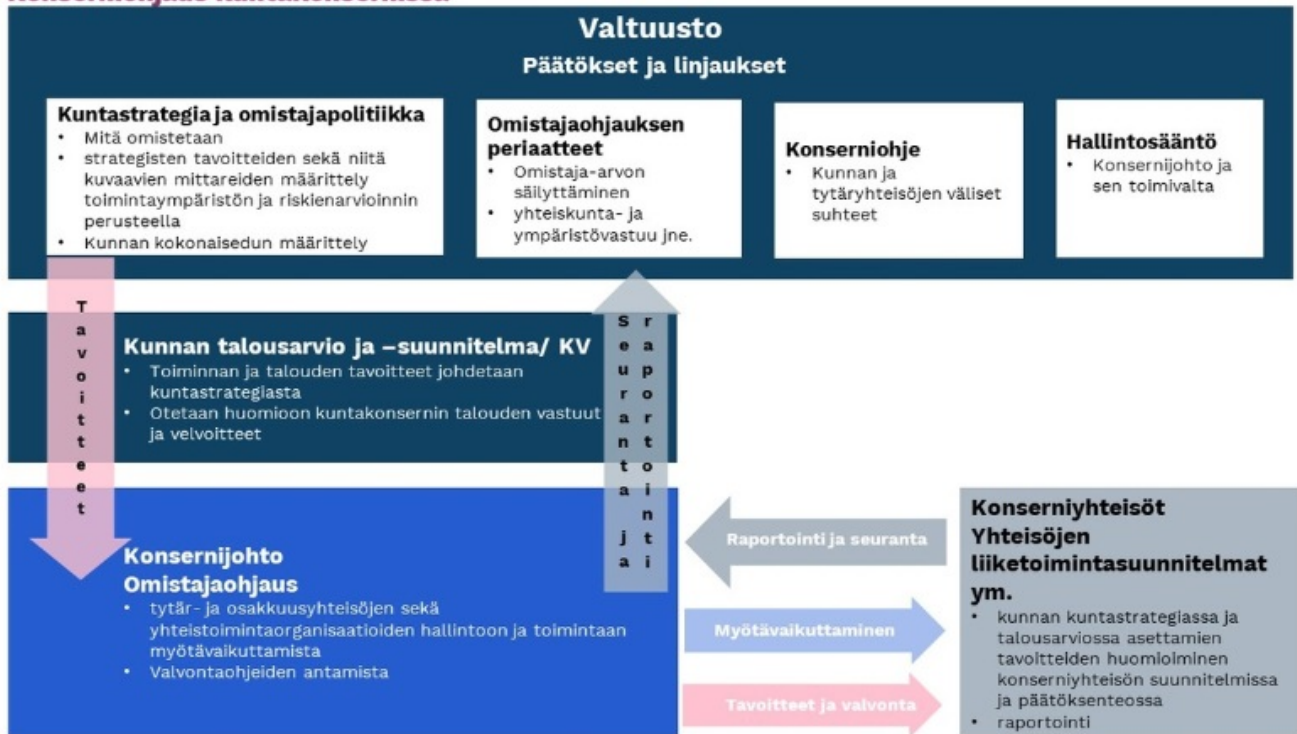 Valtuusto
Päätökset ja linjaukset
Kuntastrategia ja omistajapolitiikka
• Mitä omistetaan
• strategisten tavoitteiden sekä niitä
kuvaavien mittareiden määrittely
toimintaympäristön ja riskienarvioinnin
perusteella
• Kunnan kokonaisedun määrittely
Omistajaohjauksen
periaatteet
• Omistaja-arvon
säilyttäminen
• yhteiskunta- ja
ympäristövastuu jne.
Konserniohje
• Kunnan ja
tytäryhteisöjen väliset
suhteet
Hallintosääntö
• Konsernijohto ja
sen toimivalta
Tavoitteet
Kunnan talousarvio ja –suunnitelma/ KV
• Toiminnan ja talouden tavoitteet johdetaan
kuntastrategiasta
• Otetaan huomioon kuntakonsernin talouden vastuut
ja velvoitteet
Seuranta ja
raportointi
Konsernijohto
Omistajaohjaus
• tytär- ja osakkuusyhteisöjen sekä
yhteistoimintaorganisaatioiden hallintoon ja toimintaan
myötävaikuttamista
• Valvontaohjeiden antamista
Raportointi ja seuranta
Myötävaikuttaminen
Tavoitteet ja valvonta
Konserniyhteisöt
Yhteisöjen
liiketoimintasuunnitelmat
ym.
• kunnan kuntastrategiassa ja
talousarviossa asettamien
tavoitteiden huomioiminen
konserniyhteisön suunnitelmissa
ja päätöksenteossa
• raportointi